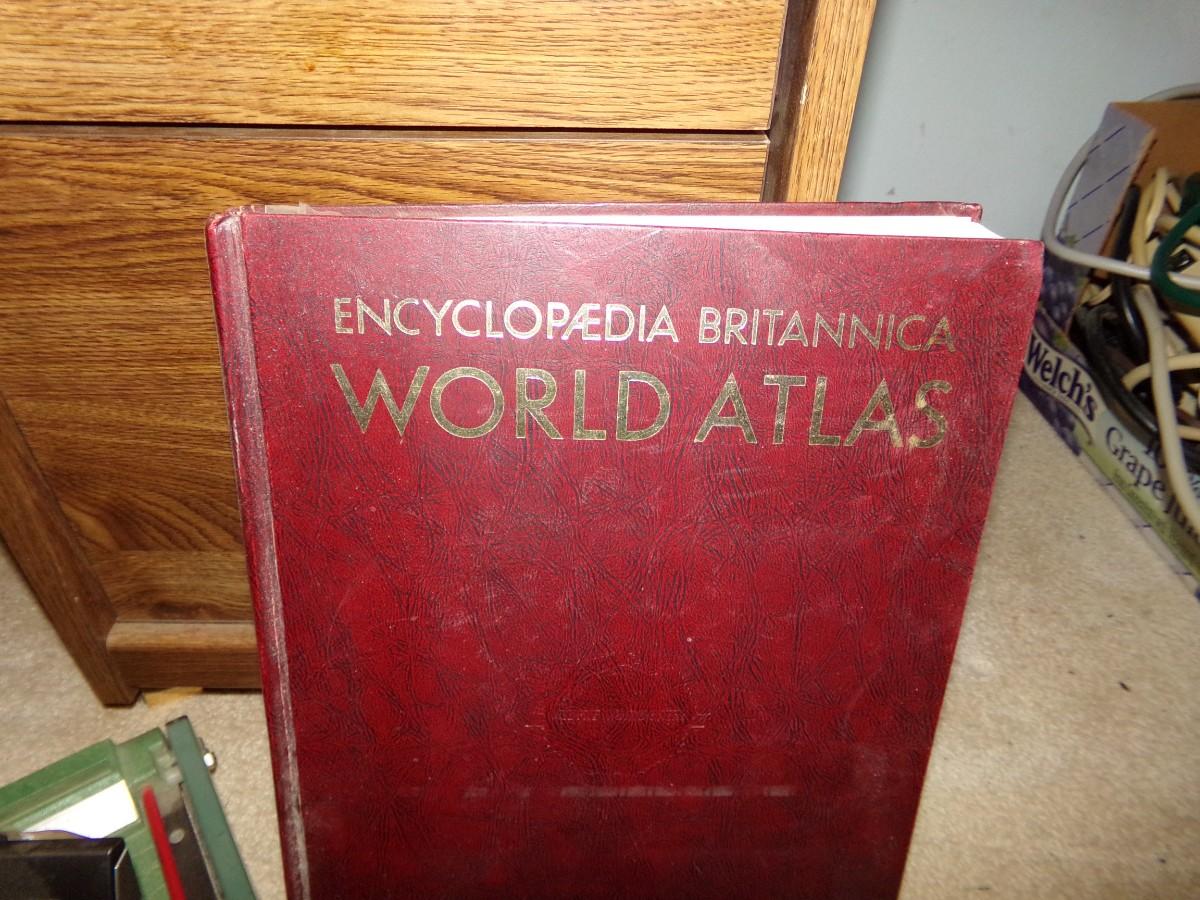 ENCYCLOPÆDIA BRITANNICA
WORLD ATLAS
Welch's
Grape